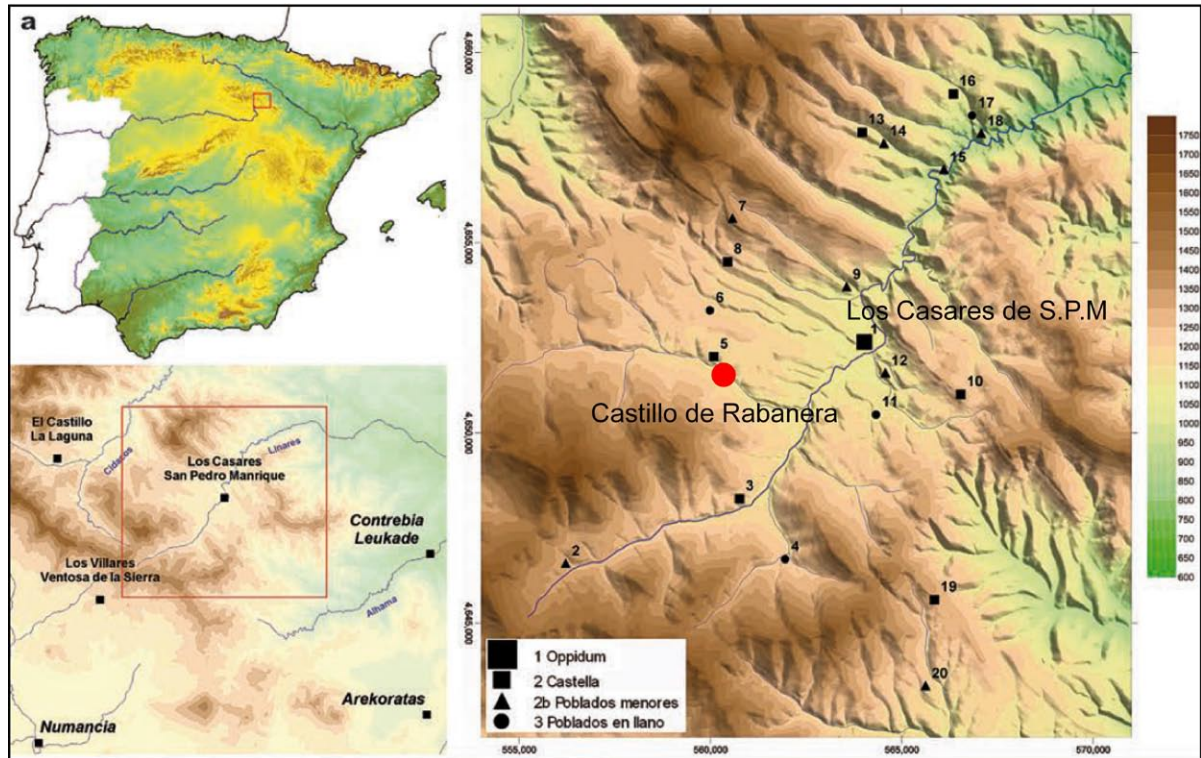 a
El Castillo
La Laguna
Cidacos
Linares
Los Casares
San Pedro Manrique
Contrebia
Leukade
Los Villares
Ventosa de la Sierra
Alhama
Arekoratas
Numancia
4,660,000
4,655,000
4,650,000
4,645,000
16
17
18
13
14
15
7
8
9
6
Los Casares de S.P.M
1
5
12
10
Castillo de Rabanera
11
3
2
4
19
20
1 Oppidum
2 Castella
2b Poblados menores
3 Poblados en llano
555,000
560,000
565,000
570,000
1750
1700
1650
1600
1550
1500
1450
1400
1350
1300
1250
1200
1150
1100
1050
1000
950
900
850
800
750
700
650
600